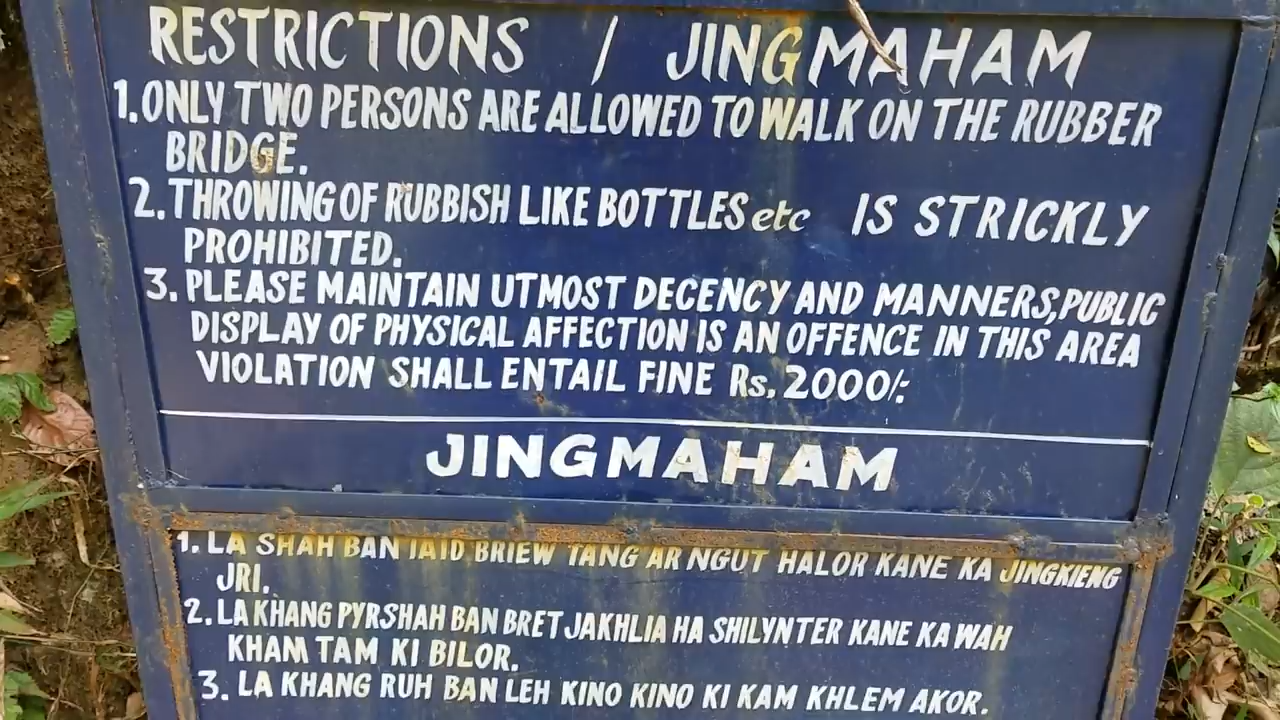 RESTRICTIONS / JINGMAHAM
1. ONLY TWO PERSONS ARE ALLOWED TO WALK ON THE RUBBER
BRIDGE.
2. THROWING OF RUBBISH LIKE BOTTLES etc IS STRICKLY
PROHIBITED.
3. PLEASE MAINTAIN UTMOST DECENCY AND MANNERS, PUBLIC
DISPLAY OF PHYSICAL AFFECTION IS AN OFFENCE IN THIS AREA
VIOLATION SHALL ENTAIL FINE Rs. 2000/-
JINGMAHAM
1. LA SHAH BAN IAID BRIEW TANG AR NGUT HALOR KANE KA JINGKIENG
JRI.
2. LA KHANG PYRSHAH BAN BRET JAKHLIA HA SHILYNTER KANE KA WAH
KHAM TAM KI BILOR.
3. LA KHANG RUH BAN LEH KINO KINO KI KAM KHLEM AKOR.